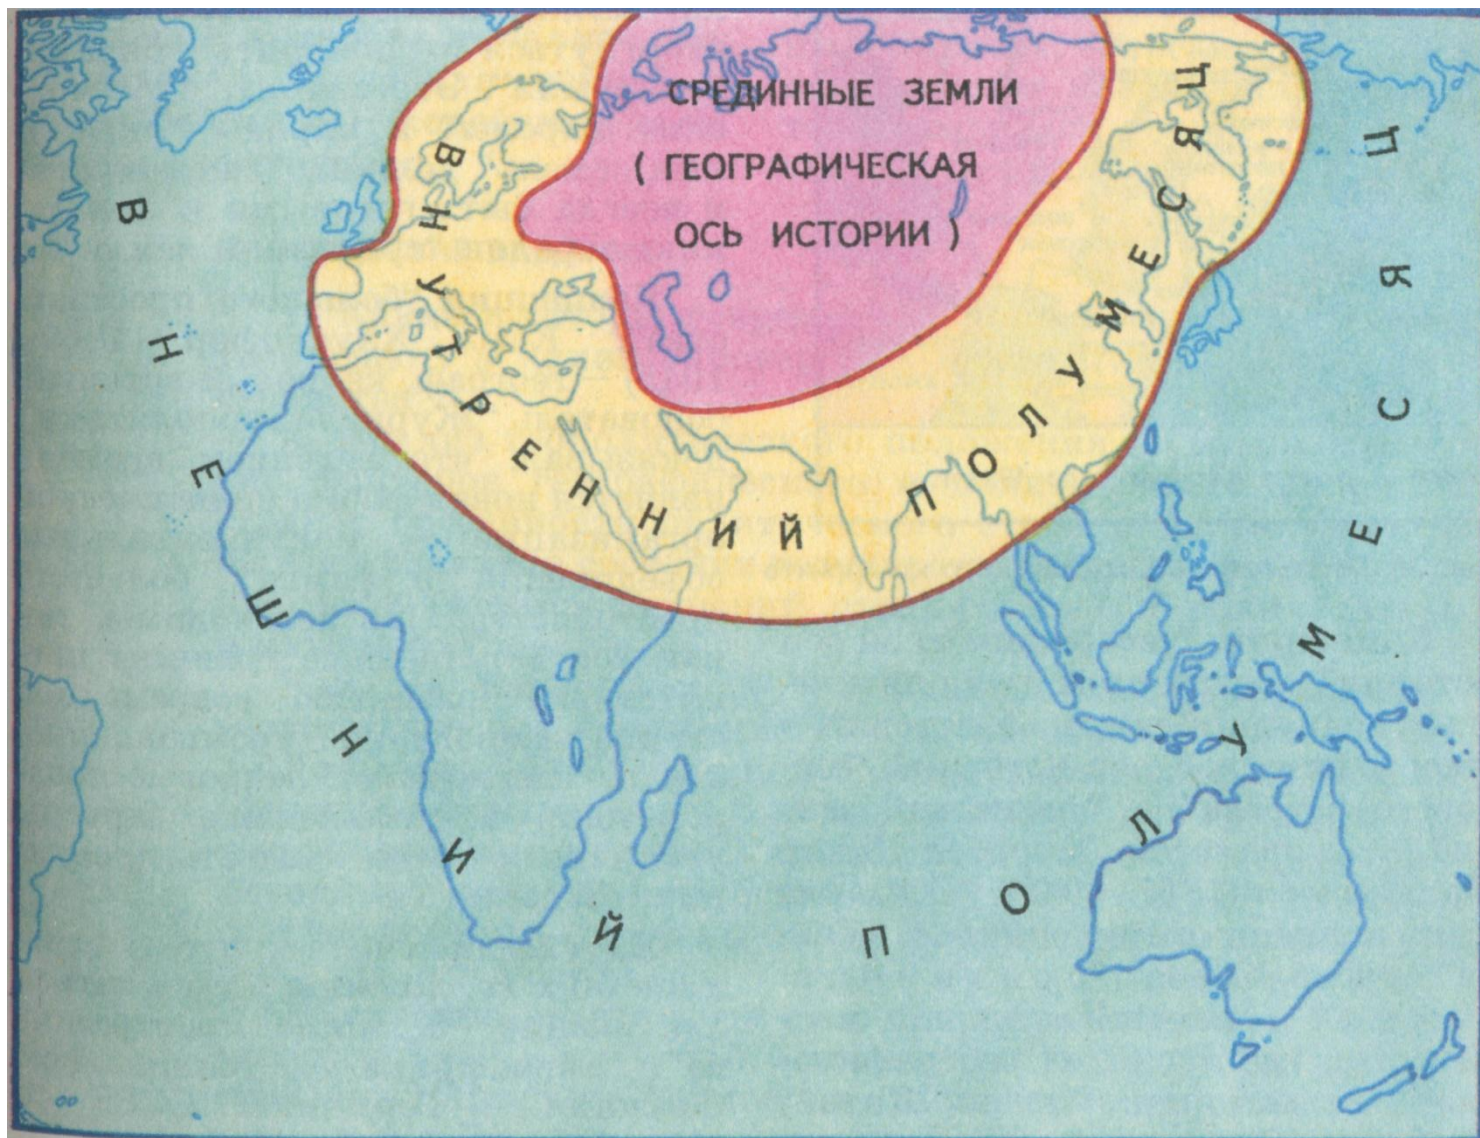 СРЕДИННЫЕ ЗЕМЛИ
( ГЕОГРАФИЧЕСКАЯ
ОСЬ ИСТОРИИ )
ВНУТРЕННИЙ ПОЛУМЕСЯЦ
ВНЕШНИЙ ПОЛУМЕСЯЦ